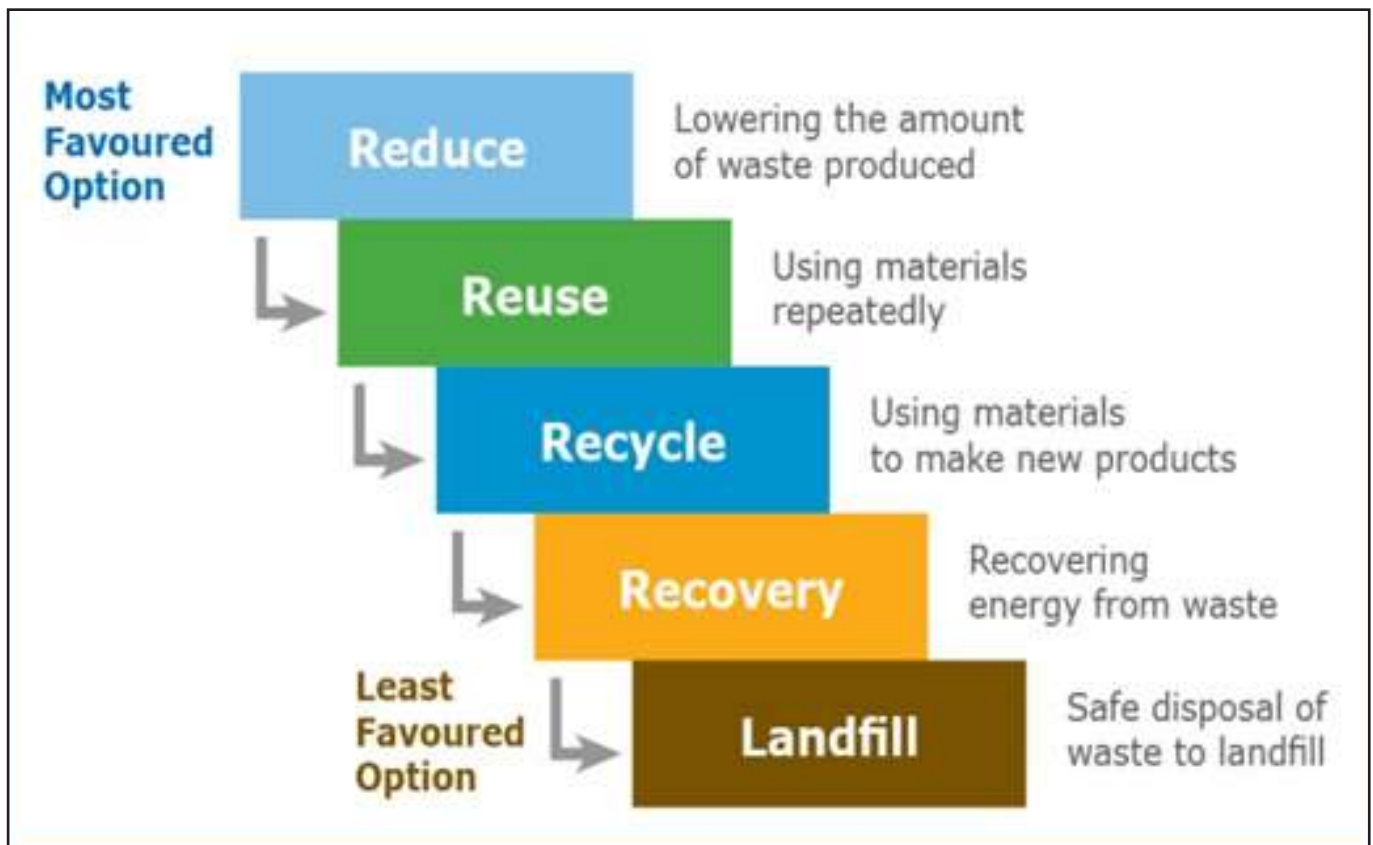 Most
Favoured
Option
Reduce
Lowering the amount
of waste produced
Reuse
Using materials
repeatedly
Recycle
Using materials
to make new products
Recovery
Recovering
energy from waste
Least
Favoured
Option
Landfill
Safe disposal of
waste to landfill